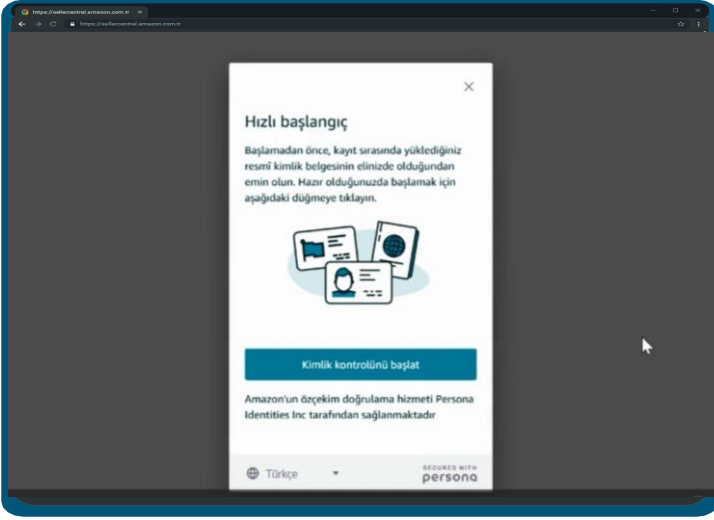 https://sellercentral.amazon.com.tr
https://sellercentral.amazon.com.tr
Hızlı başlangıç
Başlamadan önce, kayıt sırasında yüklediğiniz
resmî kimlik belgesinin elinizde olduğundan
emin olun. Hazır olduğunuzda başlamak için
aşağıdaki düğmeye tıklayın.
Kimlik kontrolünü başlat
Amazon'un özçekim doğrulama hizmeti Persona
Identities Inc tarafından sağlanmaktadır
Türkçe
SECURED WITH
persona